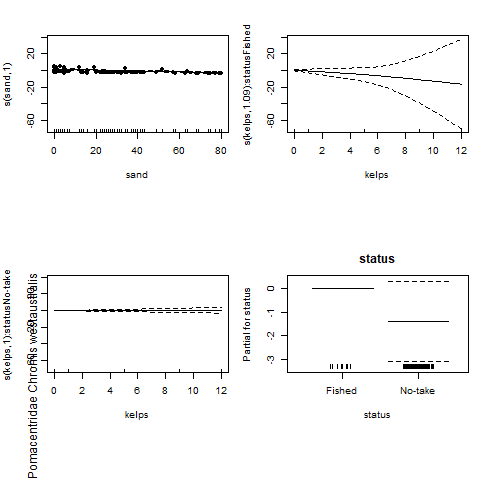 s(sand,1)
20
-20
-60
0
20
40
60
80
sand
s(kelps,1.09):statusFished
20
-20
-60
0
2
4
6
8
10
12
kelps
s(kelps,1):statusNo-take
-20
-60
0
2
4
6
8
10
12
kelps
Pomacentridae Chromis westaustralis
status
Partial for status
0
-1
-2
-3
Fished
No-take
status